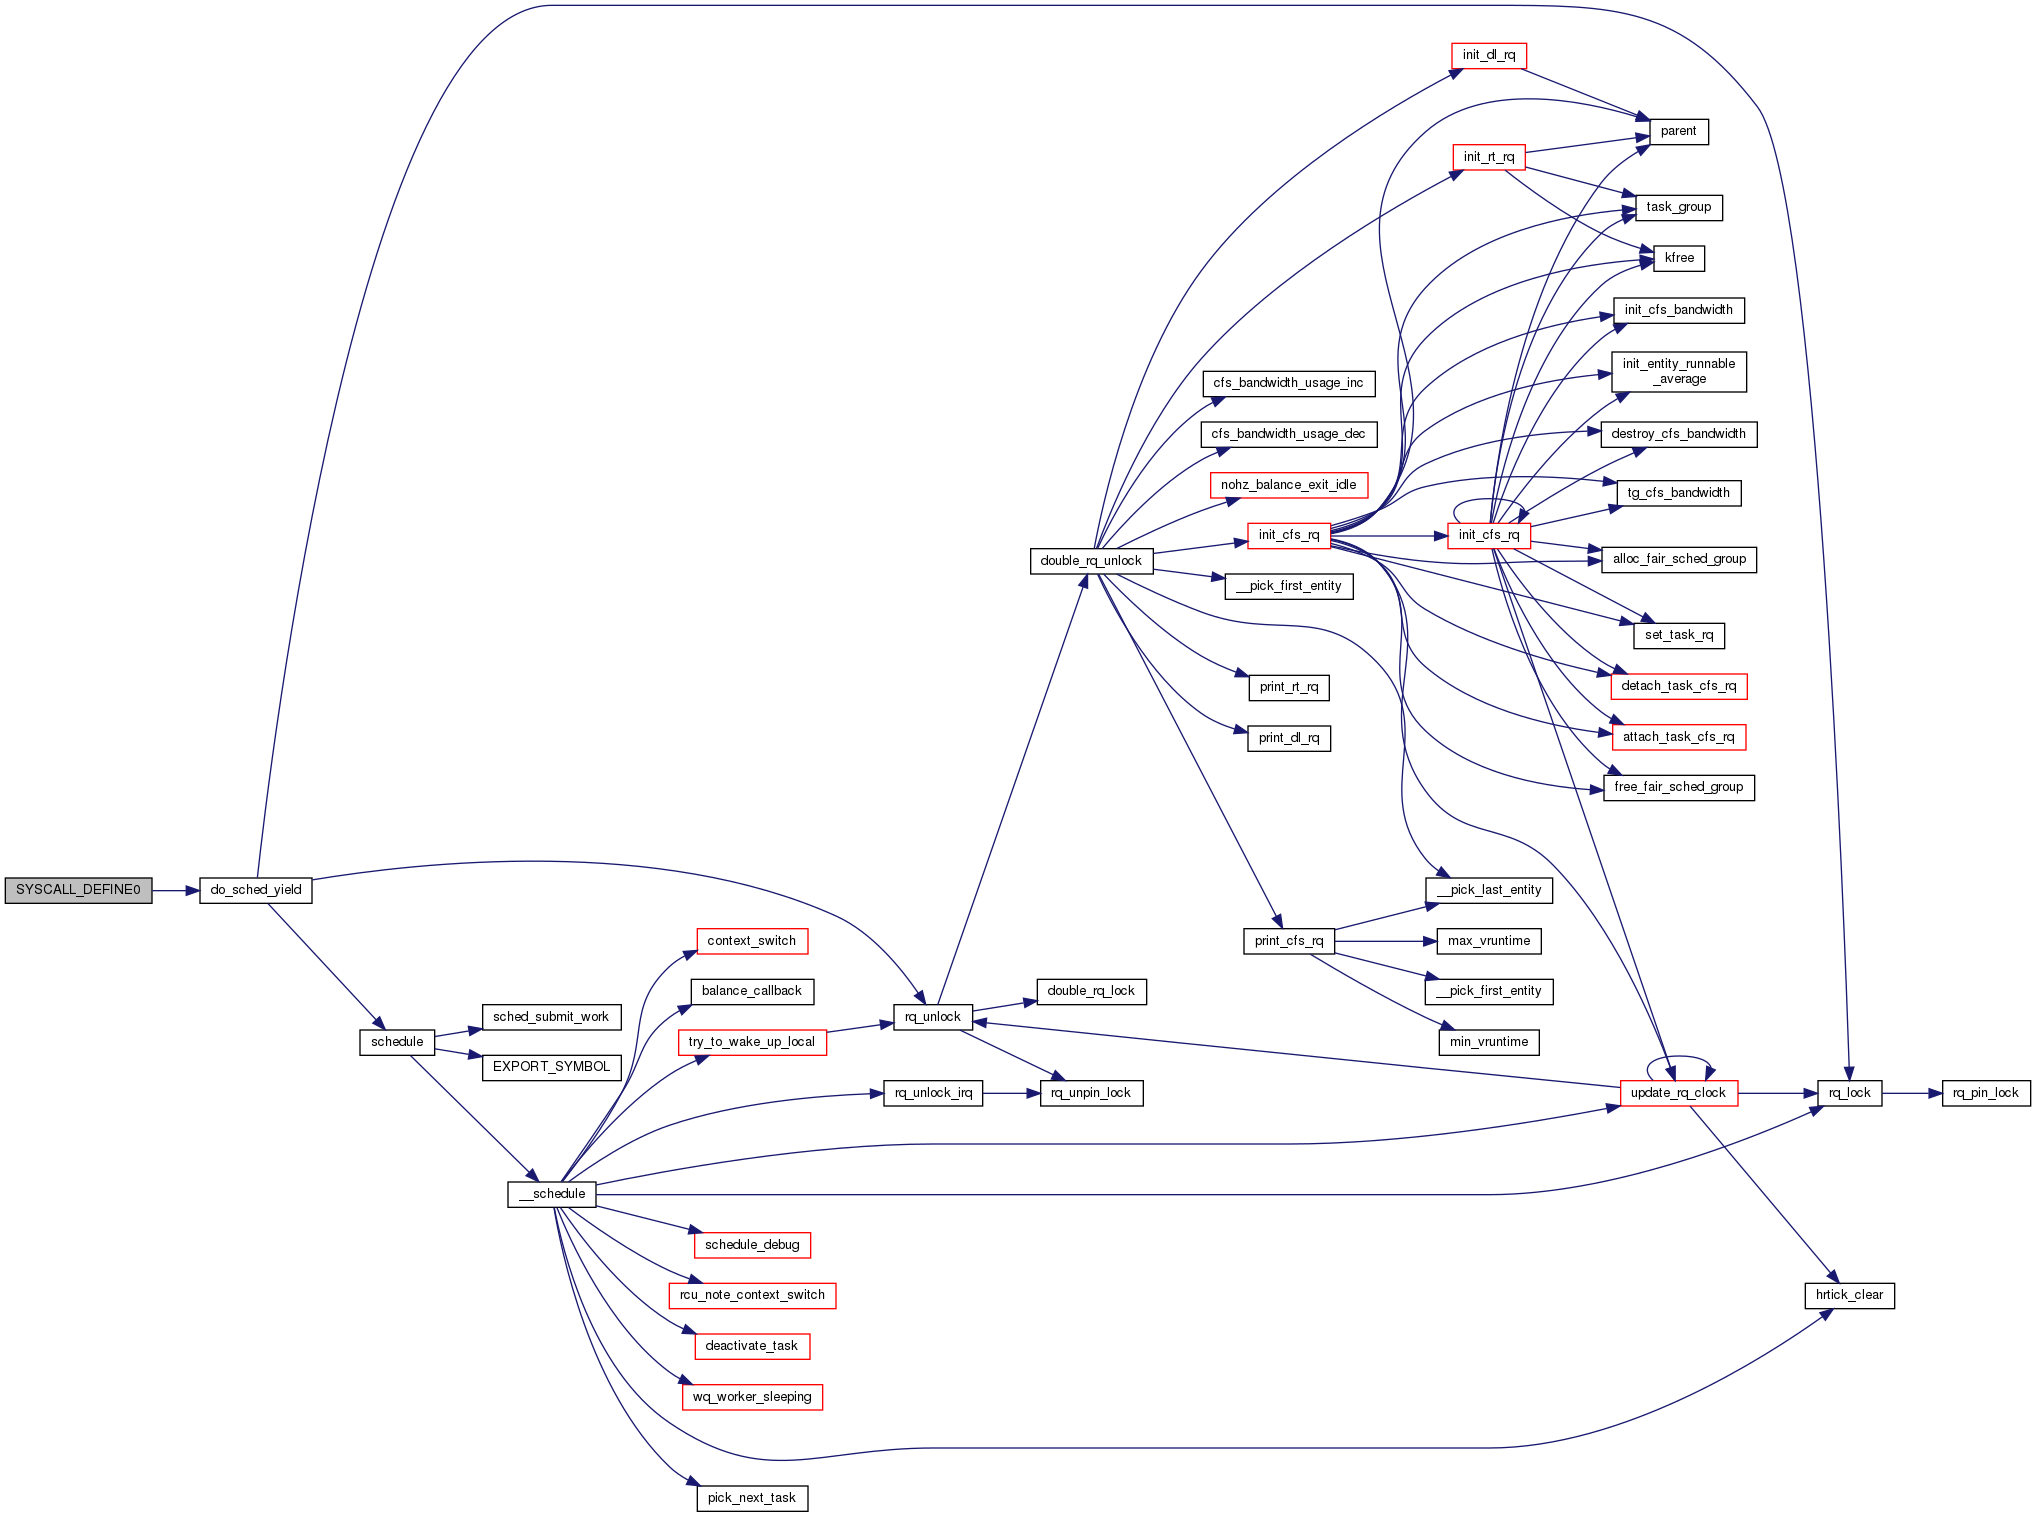 init_dl_rq
parent
init_rt_rq
task_group
kfree
init_cfs_bandwidth
init_entity_runnable
_average
cfs_bandwidth_usage_inc
cfs_bandwidth_usage_dec
destroy_cfs_bandwidth
nohz_balance_exit_idle
tg_cfs_bandwidth
init_cfs_rq
init_cfs_rq
double_rq_unlock
alloc_fair_sched_group
__pick_first_entity
set_task_rq
print_rt_rq
detach_task_cfs_rq
print_dl_rq
attach_task_cfs_rq
free_fair_sched_group
SYSCALL_DEFINE0
do_sched_yield
__pick_last_entity
context_switch
print_cfs_rq
max_vruntime
balance_callback
double_rq_lock
__pick_first_entity
sched_submit_work
rq_unlock
schedule
try_to_wake_up_local
min_vruntime
EXPORT_SYMBOL
rq_unlock_irq
rq_unpin_lock
update_rq_clock
rq_lock
rq_pin_lock
__schedule
schedule_debug
rcu_note_context_switch
hrtick_clear
deactivate_task
wq_worker_sleeping
pick_next_task